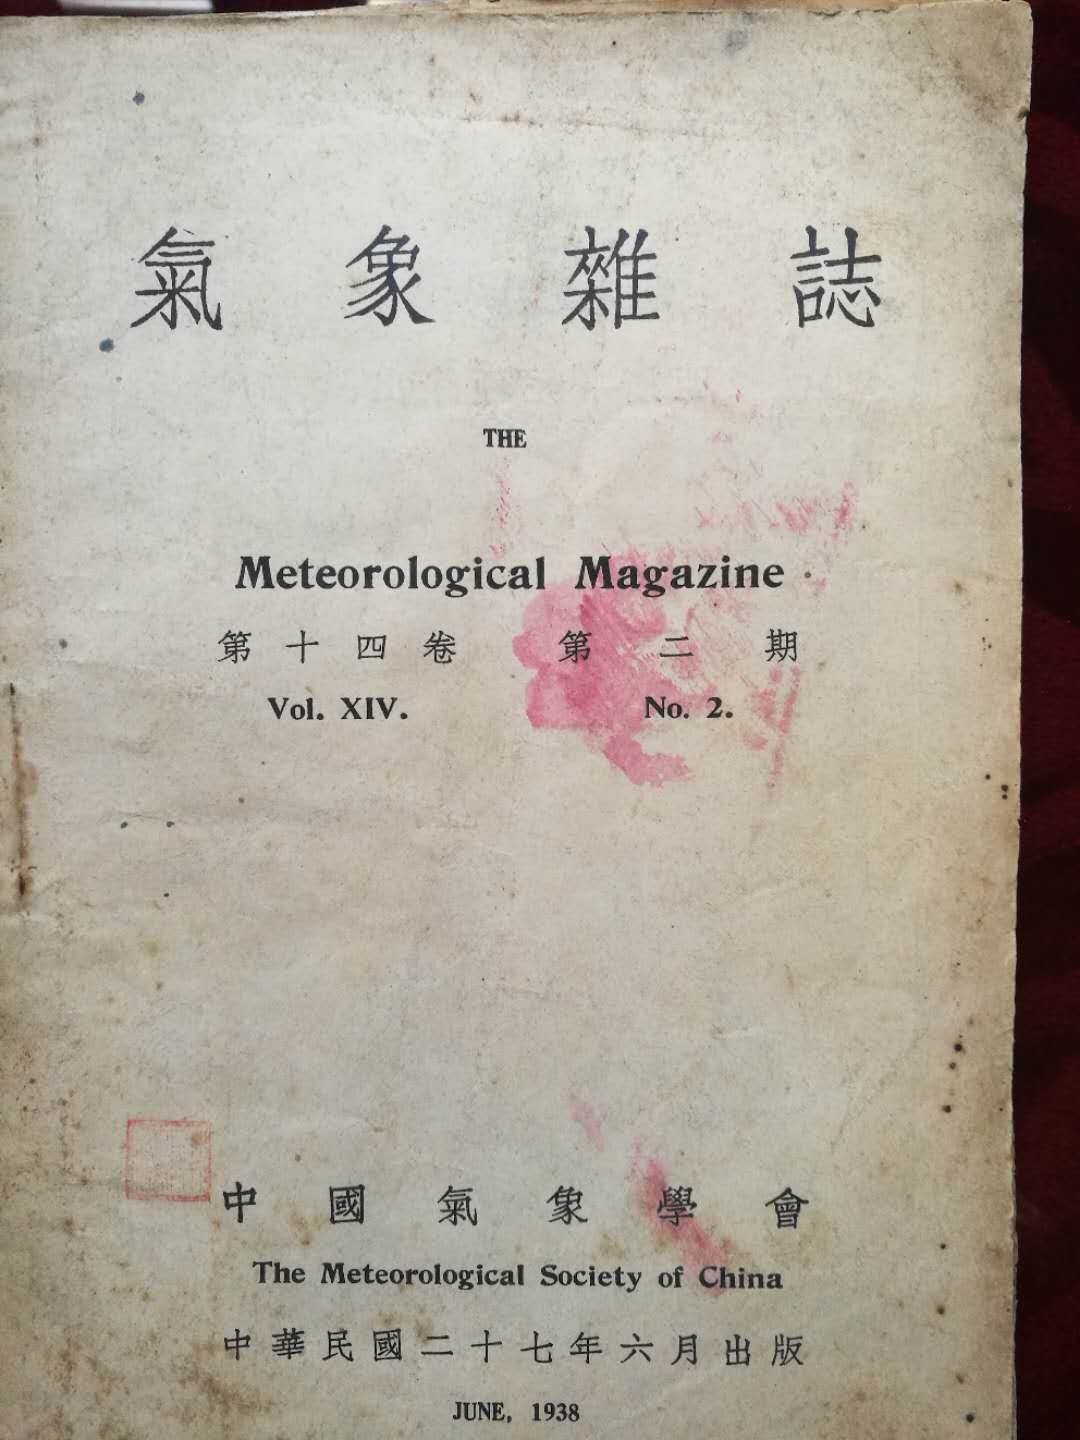 氣象雜誌
THE
Meteorological Magazine
第十四卷 第二期
Vol. XIV. No. 2.
中國氣象學會
The Meteorological Society of China
中華民國二十七年六月出版
JUNE, 1938